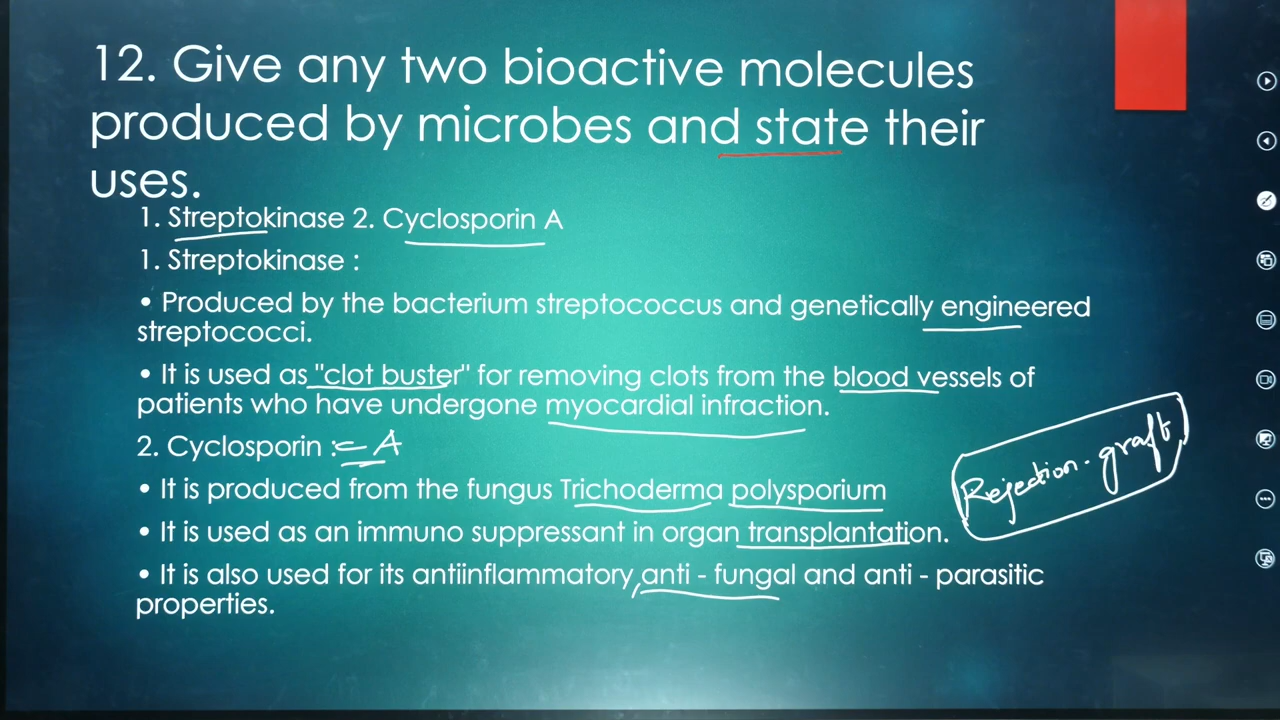 12. Give any two bioactive molecules
produced by microbes and state their
uses.
1. Streptokinase 2. Cyclosporin A
1. Streptokinase :
• Produced by the bacterium streptococcus and genetically engineered
streptococci.
• It is used as "clot buster" for removing clots from the blood vessels of
patients who have undergone myocardial infraction.
2. Cyclosporin :- A
• It is produced from the fungus Trichoderma polysporium
Rejection. graft
• It is used as an immuno suppressant in organ transplantation.
• It is also used for its antiinflammatory, anti - fungal and anti - parasitic
properties.